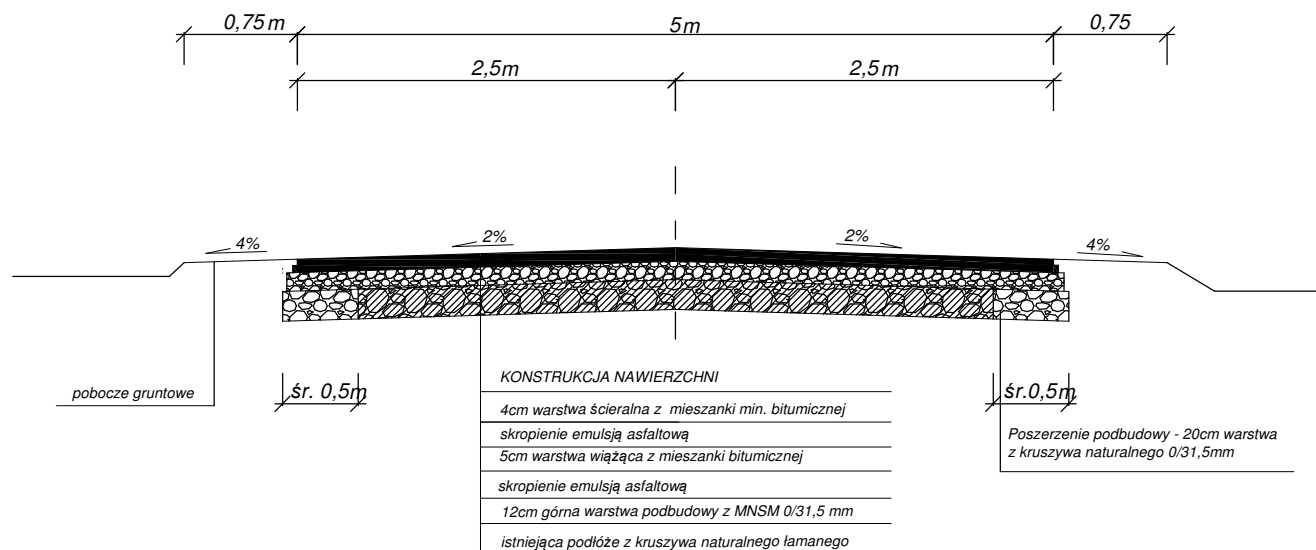 0,75 m
5m
0,75
2,5m
2,5m
4%
2%
2%
4%
pobocze gruntowe
śr. 0,5m
KONSTRUKCJA NAWIERZCHNI
4cm warstwa ścieralna z mieszanki min. bitumicznej
skropienie emulsją asfaltową
5cm warstwa wiążąca z mieszanki bitumicznej
skropienie emulsją asfaltową
12cm górna warstwa podbudowy z MNSM 0/31,5 mm
istniejąca podłóże z kruszywa naturalnego łamanego
śr.0,5m
Poszerzenie podbudowy - 20cm warstwa
z kruszywa naturalnego 0/31,5mm